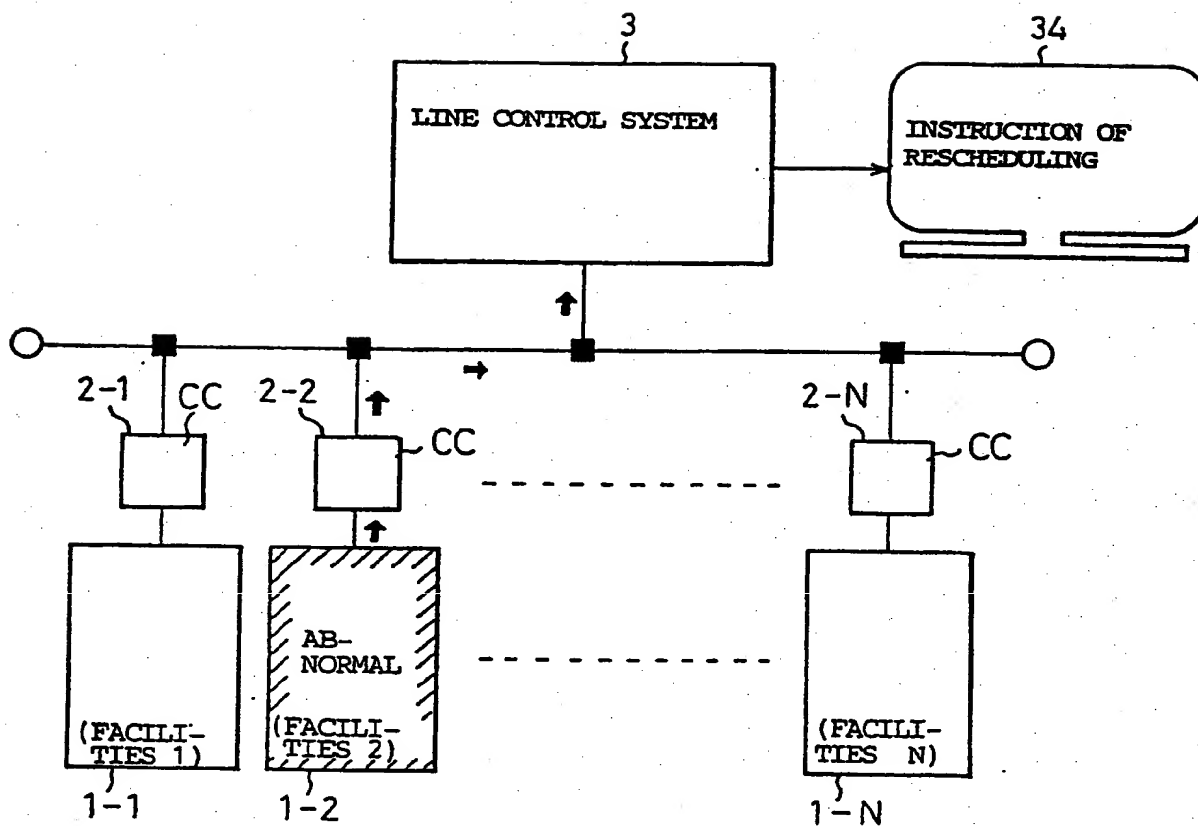 3
34
LINE CONTROL SYSTEM
INSTRUCTION OF
RESCHEDULING
2-1
CC
2-2
CC
2-N
CC
AB-
NORMAL
(FACILI-
TIES 1)
(FACILI-
TIES 2)
(FACILI-
TIES N)
1-1
1-2
1-N